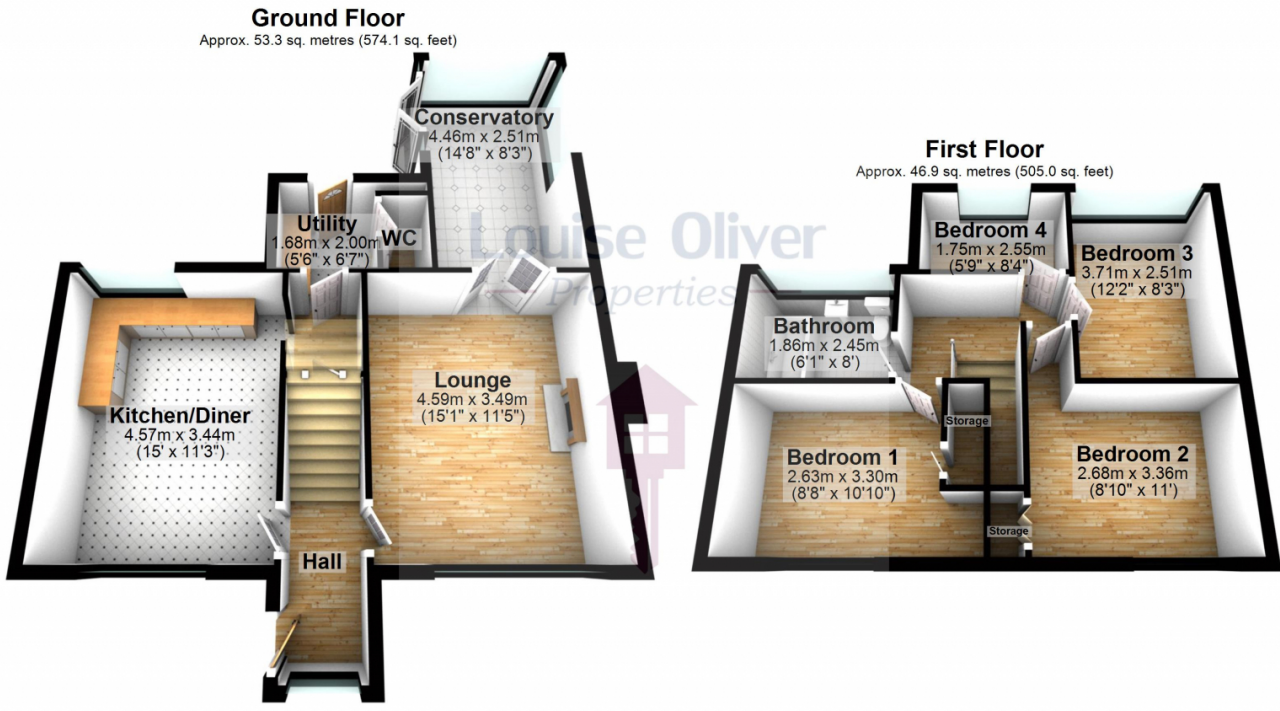 Ground Floor
Approx. 53.3 sq. metres (574.1 sq. feet)
Conservatory
4.46m x 2.51m
(14'8" x 8'3")
Utility
1.68m x 2.00m
(5'6" x 6'7")
WC
Kitchen/Diner
4.57m x 3.44m
(15' x 11'3")
Lounge
4.59m x 3.49m
(15'1" x 11'5")
Hall
First Floor
Approx. 46.9 sq. metres (505.0 sq. feet)
Bedroom 4
1.75m x 2.55m
(5'9" x 8'4")
Bedroom 3
3.71m x 2.51m
(12'2" x 8'3")
Bathroom
1.86m x 2.45m
(6'1" x 8')
Storage
Bedroom 1
2.63m x 3.30m
(8'8" x 10'10")
Bedroom 2
2.68m x 3.36m
(8'10" x 11')
Storage
Louise Oliver
Properties